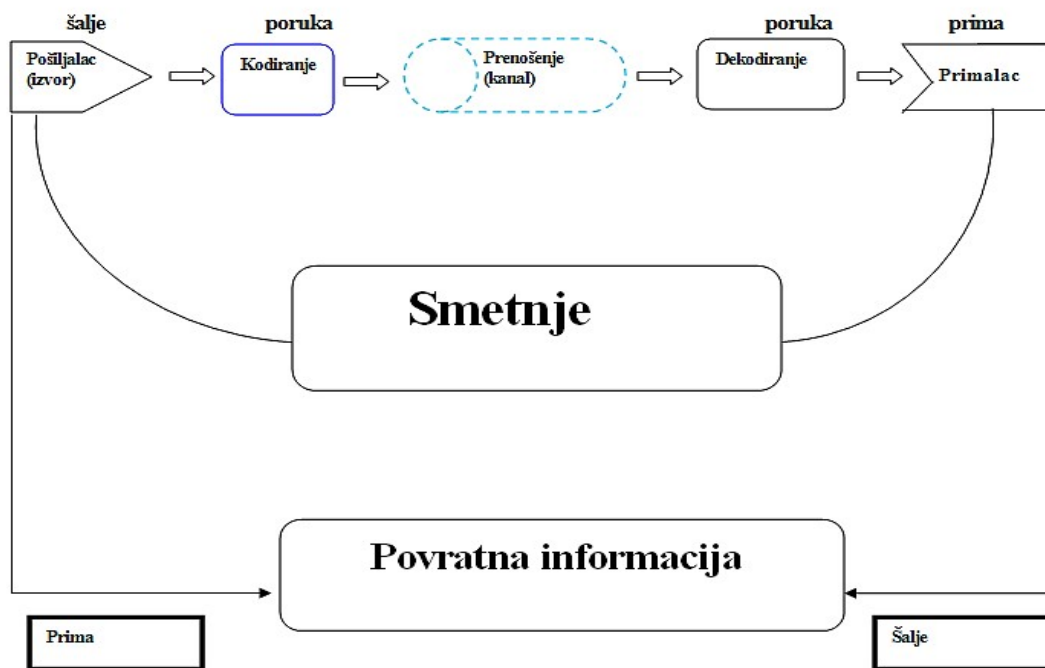 šalje
poruka
poruka
prima
Pošiljalac
(izvor)
Kodiranje
Prenošenje
(kanal)
Dekodiranje
Primalac
Smetnje
Povratna informacija
Prima
Šalje